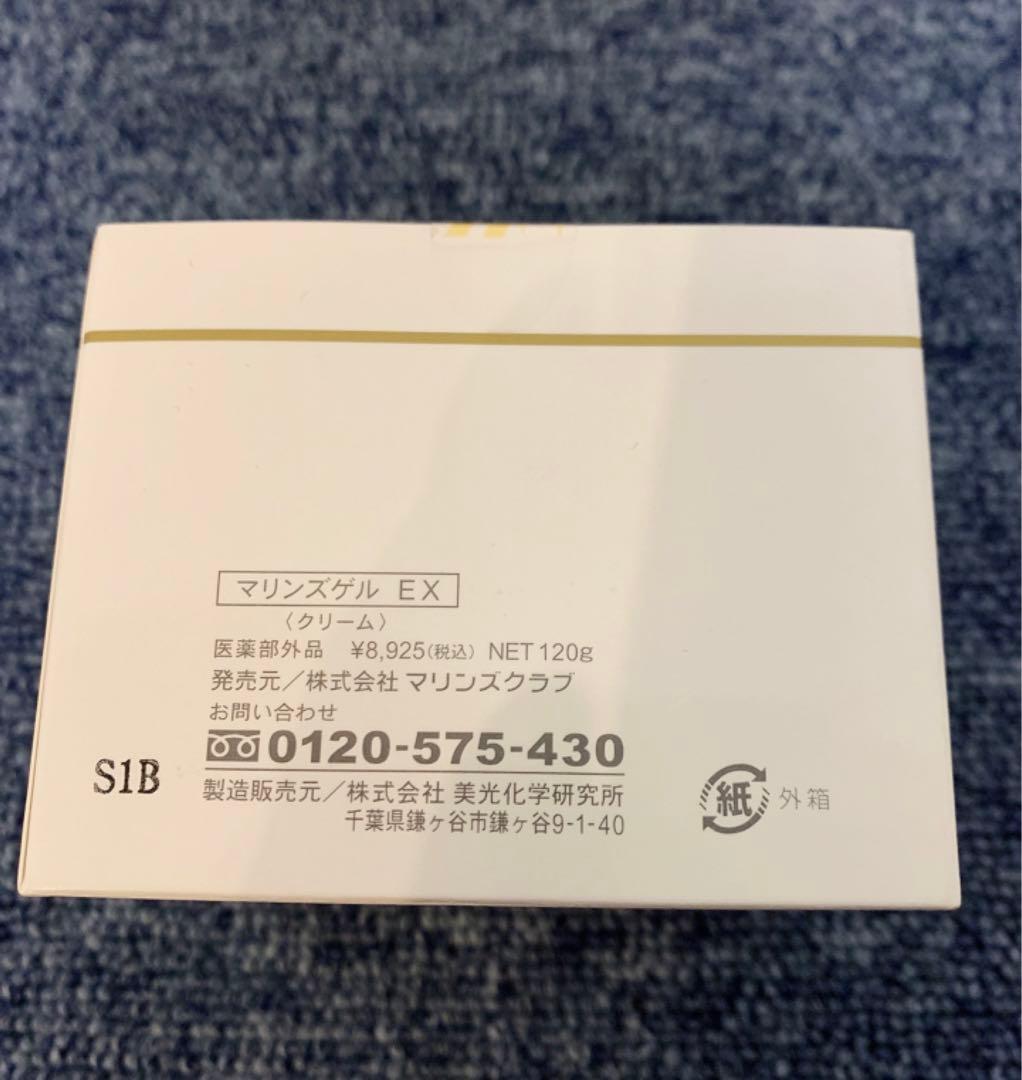 マリンズゲル EX
〈クリーム〉
医薬部外品 ¥8,925(税込) NET 120g
発売元／株式会社 マリンズクラブ
お問い合わせ
0120-575-430
S1B
製造販売元／株式会社 美光化学研究所
千葉県鎌ヶ谷市鎌ヶ谷9-1-40
紙 外箱